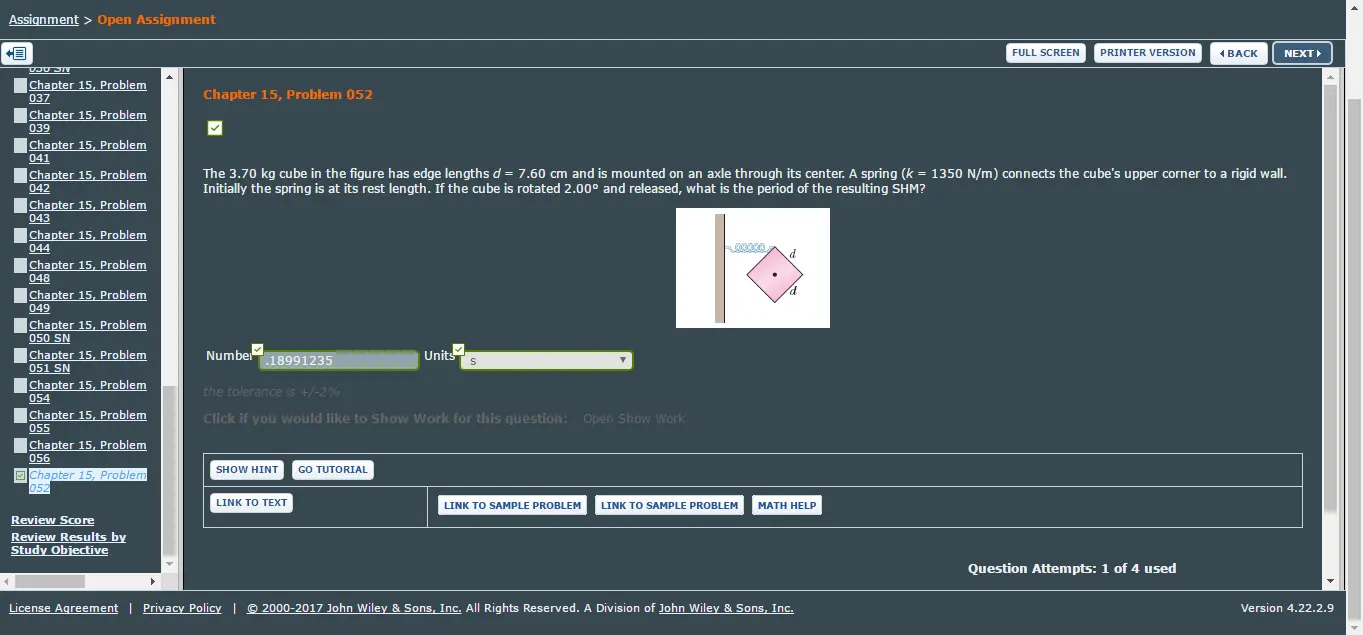 Assignment > Open Assignment
FULL SCREEN PRINTER VERSION BACK NEXT
036 SN
Chapter 15, Problem
037
Chapter 15, Problem
039
Chapter 15, Problem
041
Chapter 15, Problem
042
Chapter 15, Problem
043
Chapter 15, Problem
044
Chapter 15, Problem
048
Chapter 15, Problem
049
Chapter 15, Problem
050 SN
Chapter 15, Problem
051 SN
Chapter 15, Problem
054
Chapter 15, Problem
055
Chapter 15, Problem
056
Chapter 15, Problem
052
Review Score
Review Results by
Study Objective
Chapter 15, Problem 052
The 3.70 kg cube in the figure has edge lengths d = 7.60 cm and is mounted on an axle through its center. A spring (k = 1350 N/m) connects the cube's upper corner to a rigid wall.
Initially the spring is at its rest length. If the cube is rotated 2.00° and released, what is the period of the resulting SHM?
d
d
Number .18991235 Units s
the tolerance is +/-2%
Click if you would like to Show Work for this question: Open Show Work
SHOW HINT GO TUTORIAL
LINK TO TEXT LINK TO SAMPLE PROBLEM LINK TO SAMPLE PROBLEM MATH HELP
Question Attempts: 1 of 4 used
License Agreement | Privacy Policy | © 2000-2017 John Wiley & Sons, Inc. All Rights Reserved. A Division of John Wiley & Sons, Inc. Version 4.22.2.9